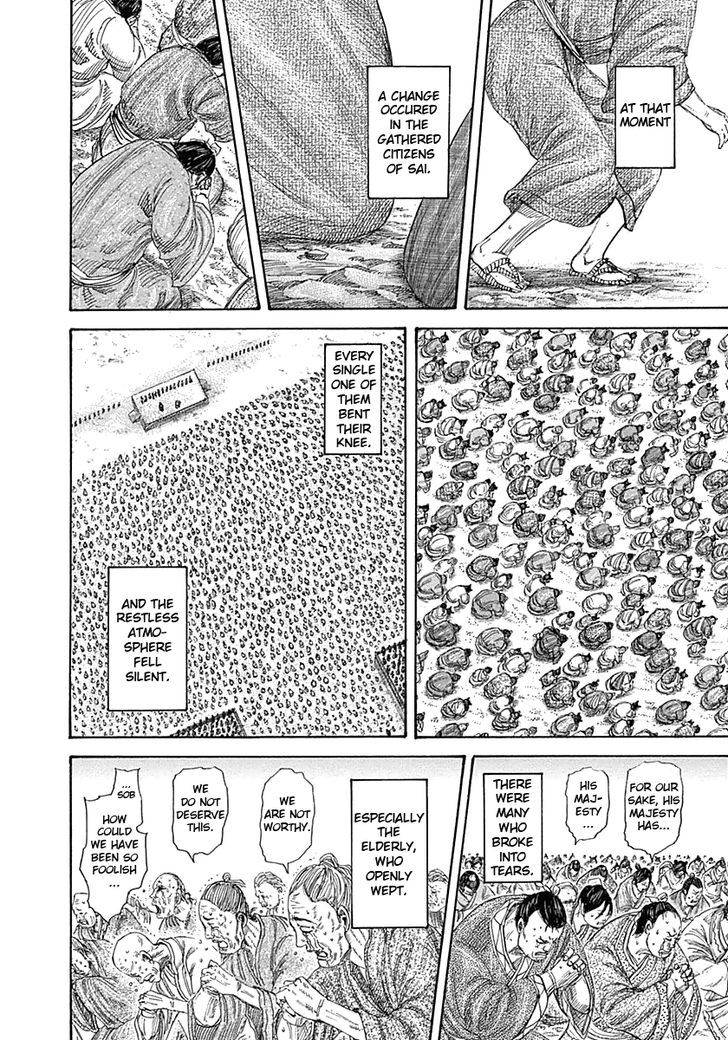 AT THAT
MOMENT
A CHANGE
OCCURED
IN THE
GATHERED
CITIZENS
OF SAI.
EVERY
SINGLE
ONE OF
THEM
BENT
THEIR
KNEE.
AND THE
RESTLESS
ATMO-
SPHERE
FELL
SILENT.
FOR OUR
SAKE, HIS
MAJESTY
HAS...
HIS
MAJ-
ESTY
...
THERE
WERE
MANY
WHO
BROKE
INTO
TEARS.
ESPECIALLY
THE
ELDERLY,
WHO
OPENLY
WEPT.
WE
ARE NOT
WORTHY.
WE
DO NOT
DESERVE
THIS.
...
SOB
HOW
COULD
WE HAVE
BEEN SO
FOOLISH
...